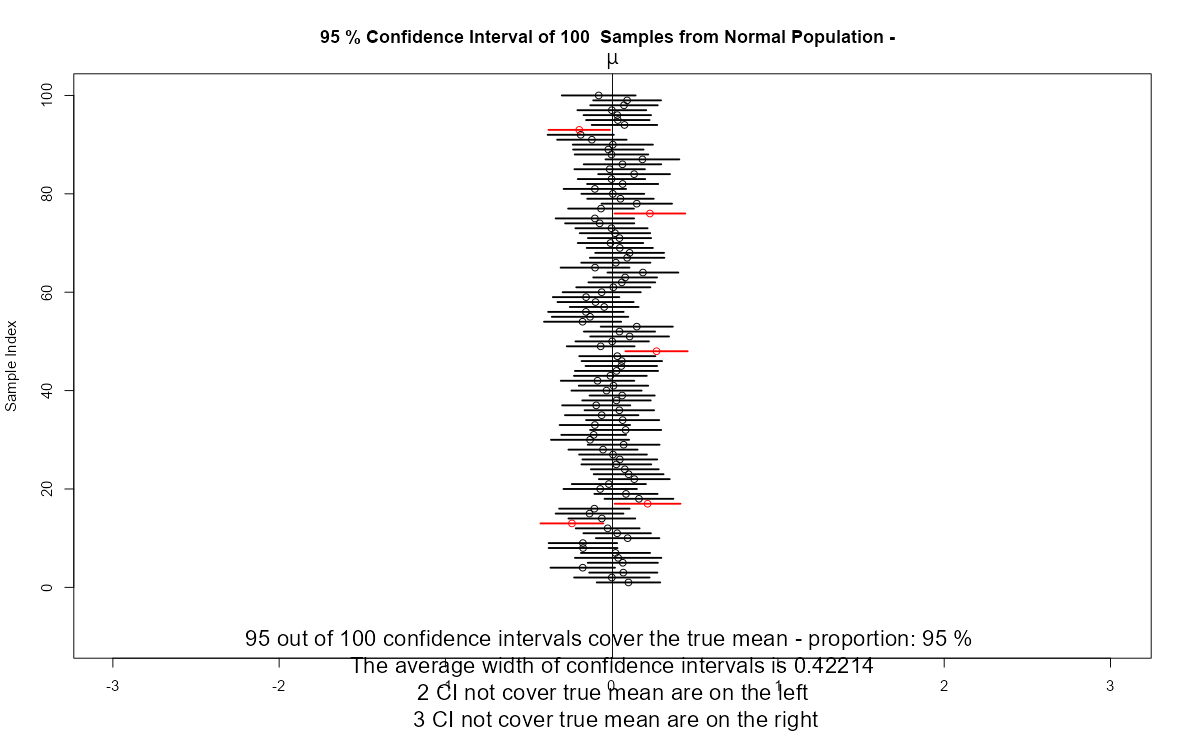 95 % Confidence Interval of 100  Samples from Normal Population -
μ
100
80
60
40
20
0
Sample Index
95 out of 100 confidence intervals cover the true mean - proportion: 95 %
The average width of confidence intervals is 0.42214
-3 -2 -1 0 1 2 3
2 CI not cover true mean are on the left
3 CI not cover true mean are on the right